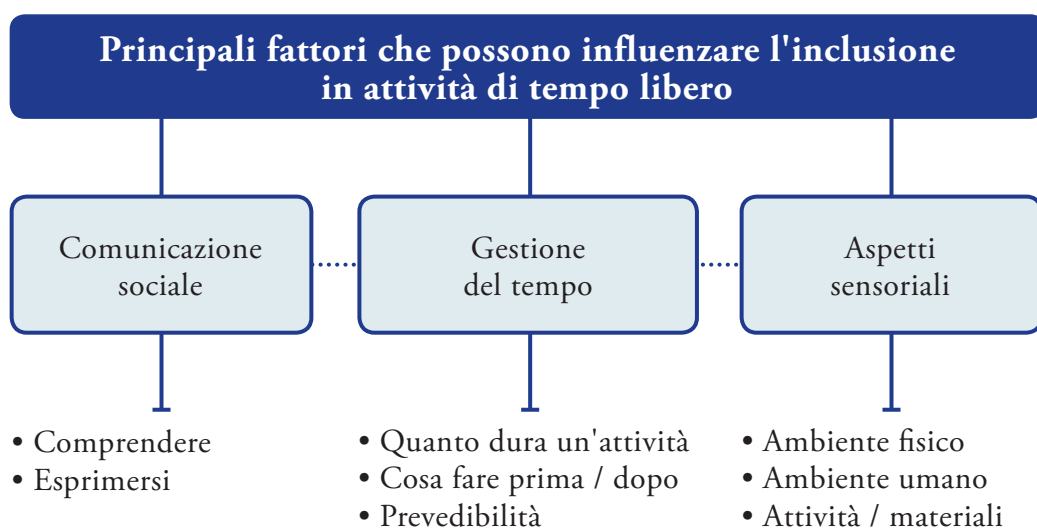 Principali fattori che possono influenzare l'inclusione
in attività di tempo libero
Comunicazione
sociale
Gestione
del tempo
Aspetti
sensoriali
• Comprendere
• Esprimersi
• Quanto dura un'attività
• Cosa fare prima / dopo
• Prevedibilità
• Ambiente fisico
• Ambiente umano
• Attività / materiali